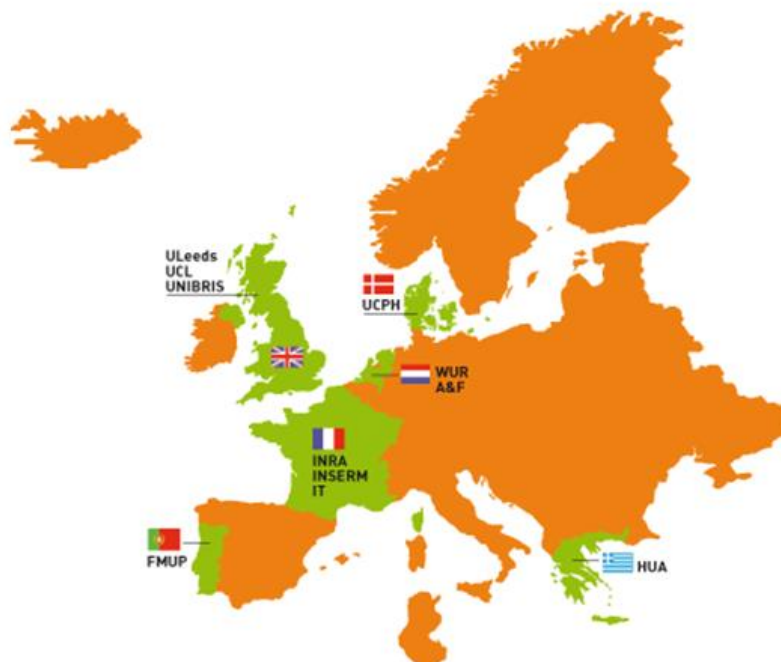 ULeeds
UCL
UNIBRIS
UCPH
WUR
A&F
INRA
INSERM
IT
FMUP
HUA